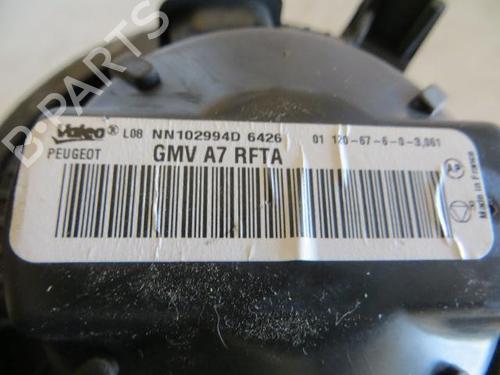 Valeo® L08 NN102994D 6426 01 120-67-6-0-3,061
PEUGEOT GMV A7 RFTA
Made in France
B-PARTS